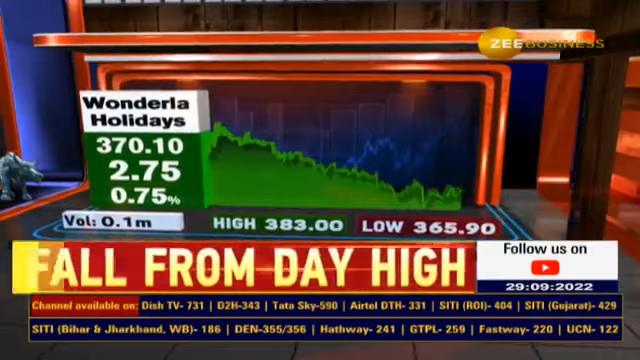 ZEE BUSINESS
Wonderla
Holidays
370.10
2.75
0.75%
Vol: 0.1m
HIGH 383.00
LOW 365.90
FALL FROM DAY HIGH
Follow us on
29:09:2022
Channel available on: Dish TV- 731 | D2H-343 | Tata Sky-590 | Airtel DTH- 331 | SITI (ROI)- 404 | SITI (Gujarat)- 429
SITI (Bihar & Jharkhand, WB)- 186 | DEN-355/356 | Hathway- 241 | GTPL- 259 | Fastway- 220 | UCN- 122